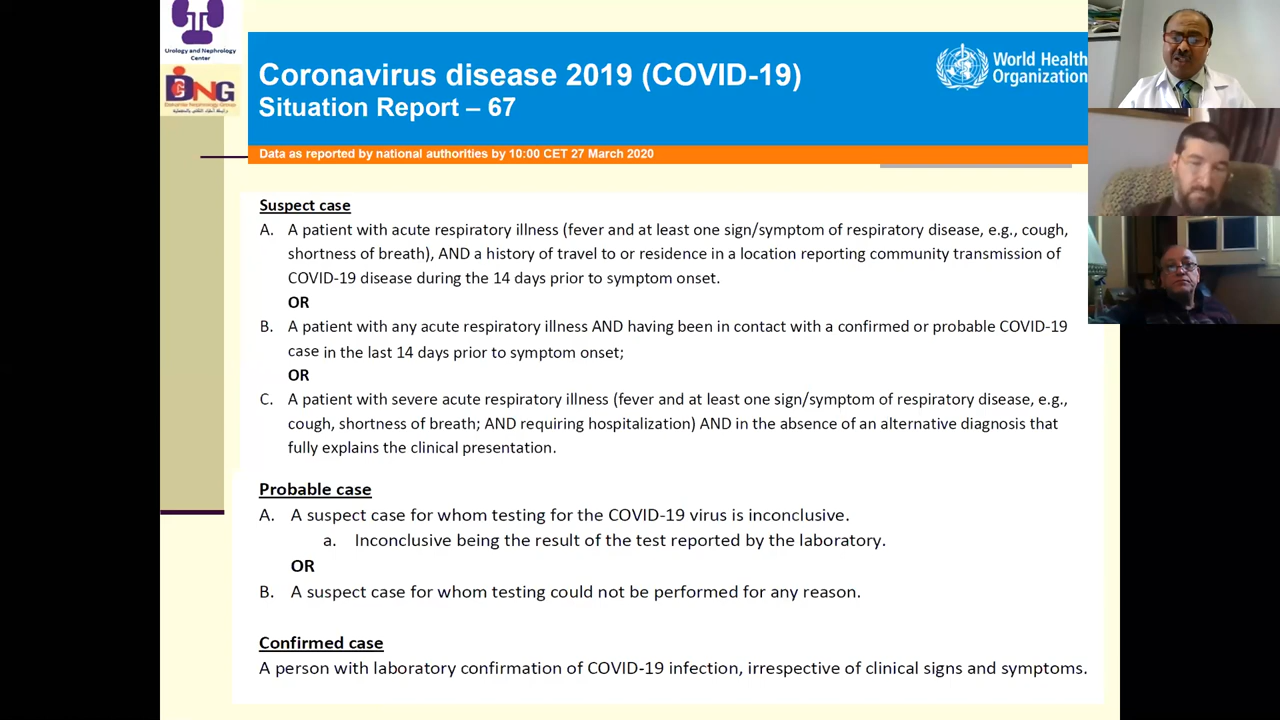 Urology and Nephrology
Center
DNG
Dakahlia Nephrology Group
Coronavirus disease 2019 (COVID-19)
Situation Report – 67
World Health
Organization
Data as reported by national authorities by 10:00 CET 27 March 2020
Suspect case
A. A patient with acute respiratory illness (fever and at least one sign/symptom of respiratory disease, e.g., cough,
shortness of breath), AND a history of travel to or residence in a location reporting community transmission of
COVID-19 disease during the 14 days prior to symptom onset.
OR
B. A patient with any acute respiratory illness AND having been in contact with a confirmed or probable COVID-19
case in the last 14 days prior to symptom onset;
OR
C. A patient with severe acute respiratory illness (fever and at least one sign/symptom of respiratory disease, e.g.,
cough, shortness of breath; AND requiring hospitalization) AND in the absence of an alternative diagnosis that
fully explains the clinical presentation.
Probable case
A. A suspect case for whom testing for the COVID-19 virus is inconclusive.
a. Inconclusive being the result of the test reported by the laboratory.
OR
B. A suspect case for whom testing could not be performed for any reason.
Confirmed case
A person with laboratory confirmation of COVID-19 infection, irrespective of clinical signs and symptoms.